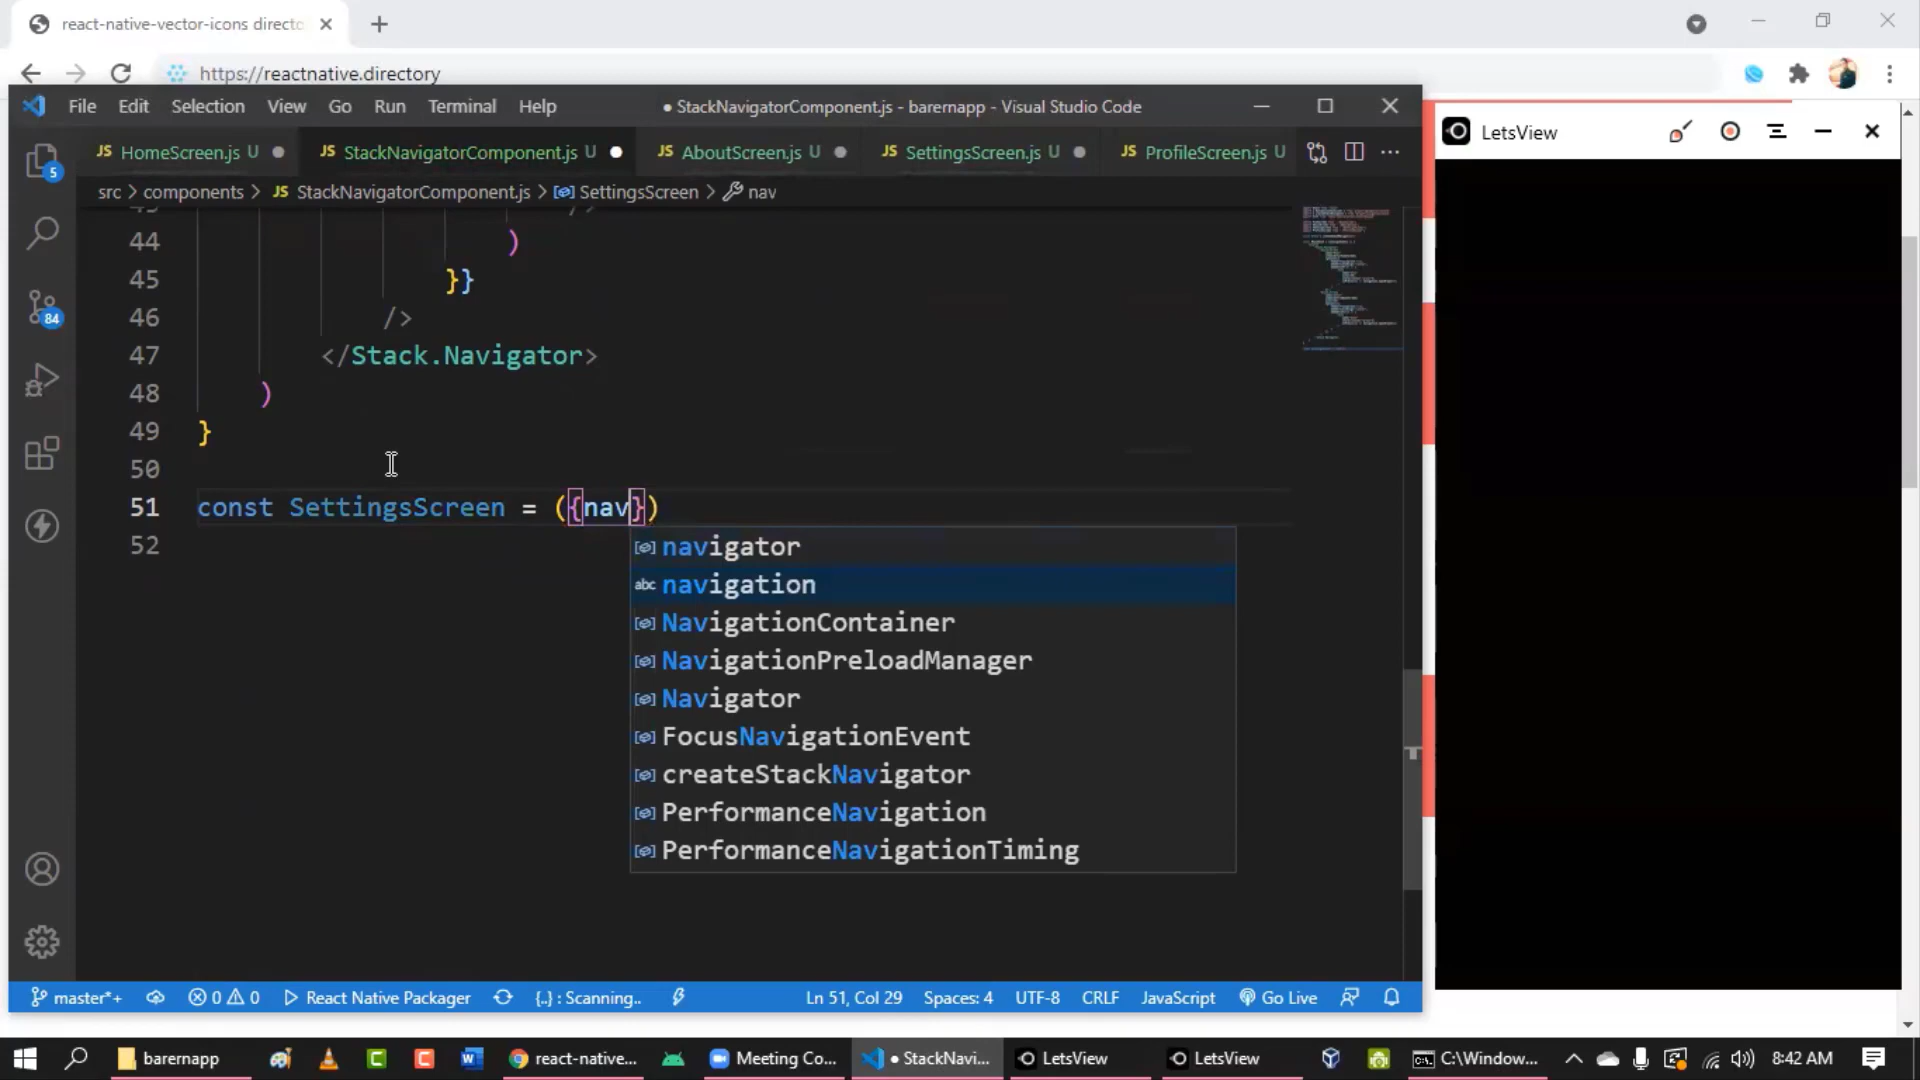 react-native-vector-icons directo
https://reactnative.directory
File Edit Selection View Go Run Terminal Help
● StackNavigatorComponent.js - barernapp - Visual Studio Code
JS HomeScreen.js U
JS StackNavigatorComponent.js U
JS AboutScreen.js U
JS SettingsScreen.js U
JS ProfileScreen.js U
src > components > JS StackNavigatorComponent.js > SettingsScreen > nav
44 )
45 }}
46 />
47 </Stack.Navigator>
48 )
49 }
50
51 const SettingsScreen = ({nav})
52
navigator
abc navigation
NavigationContainer
NavigationPreloadManager
Navigator
FocusNavigationEvent
createStackNavigator
PerformanceNavigation
PerformanceNavigationTiming
5
84
LetsView
master*+
0 0
React Native Packager
{..} : Scanning..
Ln 51, Col 29
Spaces: 4
UTF-8
CRLF
JavaScript
Go Live
barernapp
react-native...
Meeting Co...
● StackNavi...
LetsView
LetsView
C:\Window...
8:42 AM